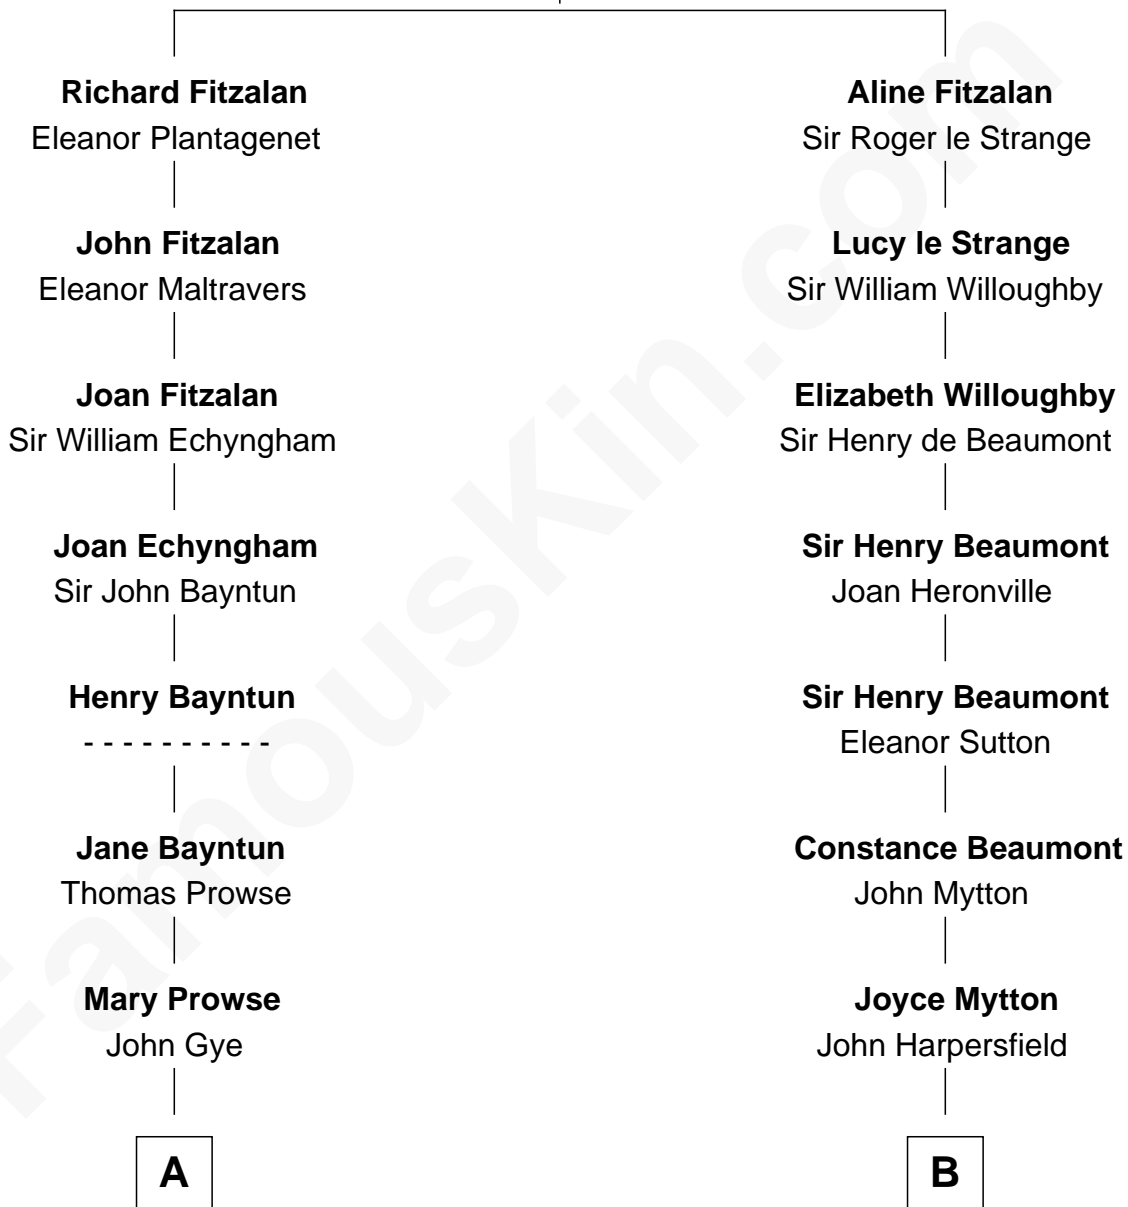 Richard Fitzalan
Eleanor Plantagenet
John Fitzalan
Eleanor Maltravers
Joan Fitzalan
Sir William Echyngham
Joan Echyngham
Sir John Bayntun
Henry Bayntun
- - - - - - - - - -
Jane Bayntun
Thomas Prowse
Mary Prowse
John Gye
A
Aline Fitzalan
Sir Roger le Strange
Lucy le Strange
Sir William Willoughby
Elizabeth Willoughby
Sir Henry de Beaumont
Sir Henry Beaumont
Joan Heronville
Sir Henry Beaumont
Eleanor Sutton
Constance Beaumont
John Mytton
Joyce Mytton
John Harpersfield
B
FamousKin.com